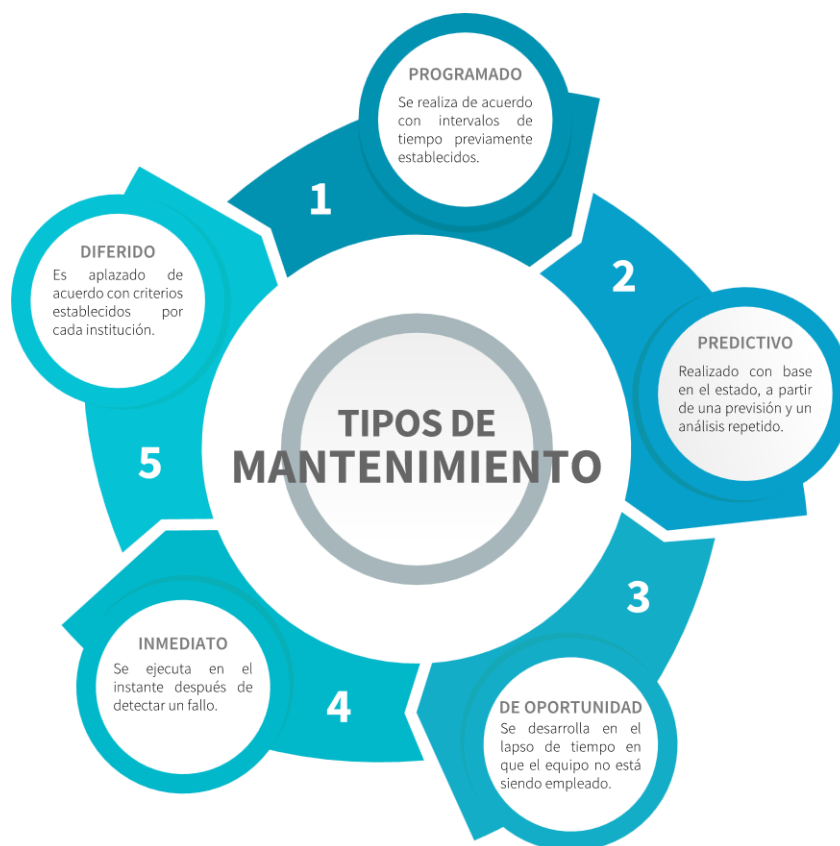 TIPOS DE
MANTENIMIENTO
1
PROGRAMADO
Se realiza de acuerdo
con intervalos de
tiempo previamente
establecidos.
2
PREDICTIVO
Realizado con base
en el estado, a partir
de una previsión y un
análisis repetido.
3
DE OPORTUNIDAD
Se desarrolla en el
lapso de tiempo en
que el equipo no está
siendo empleado.
4
INMEDIATO
Se ejecuta en el
instante después de
detectar un fallo.
5
DIFERIDO
Es aplazado de
acuerdo con criterios
establecidos por
cada institución.